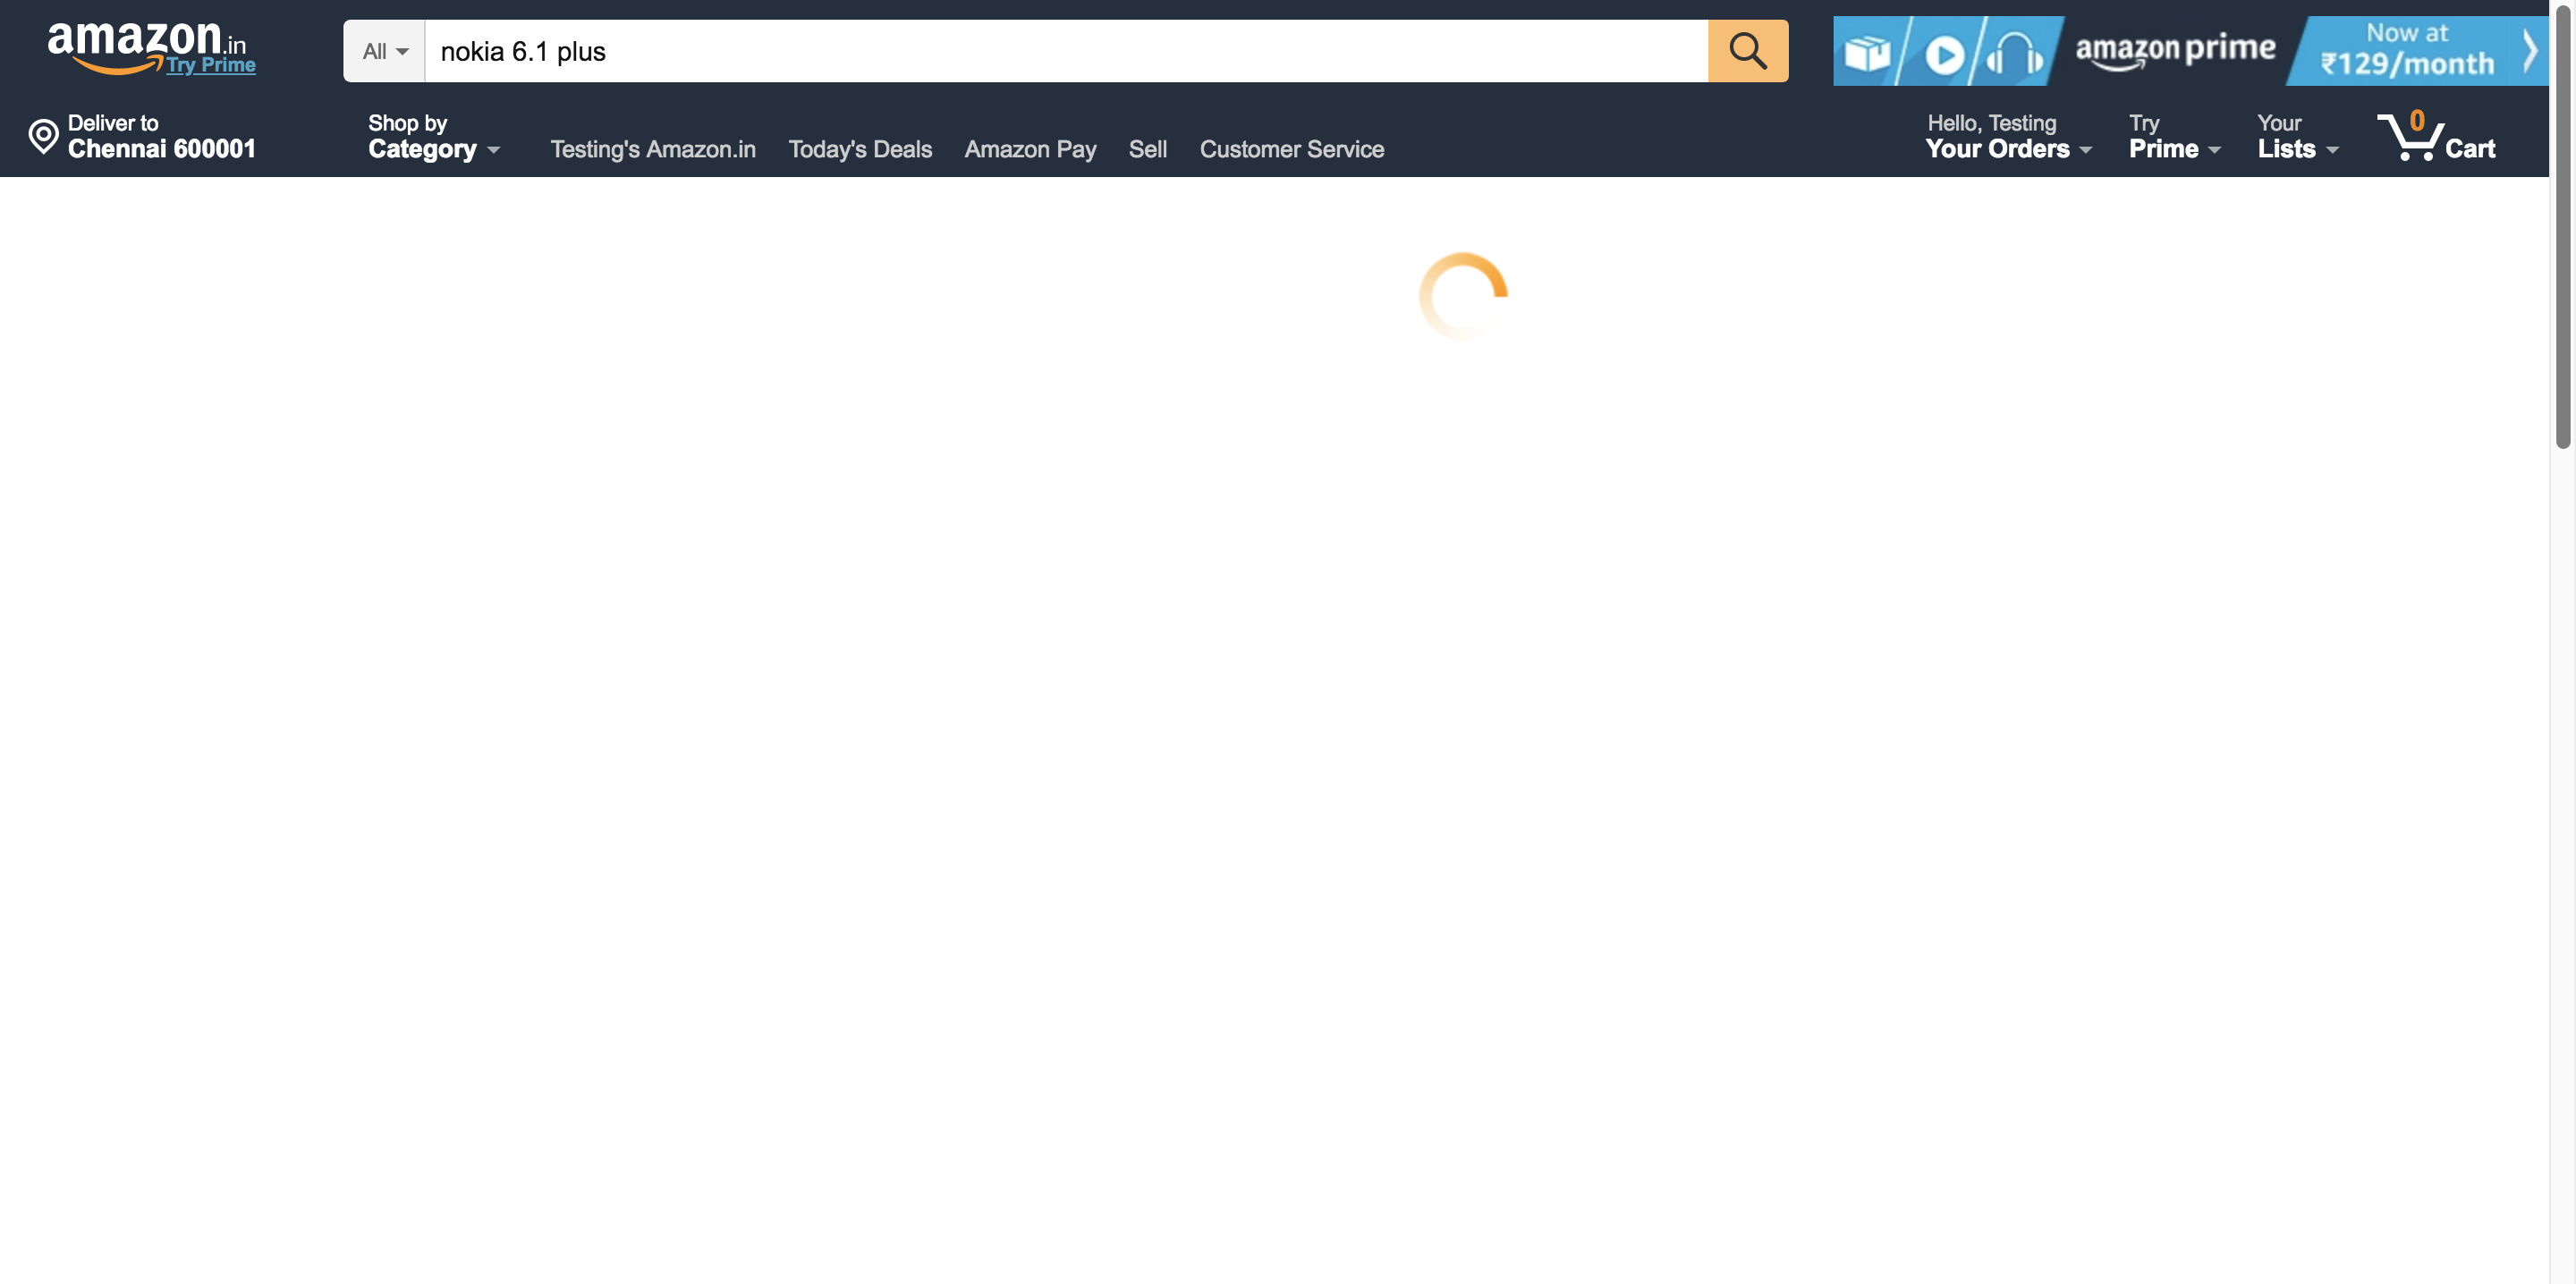 amazon.in
Try Prime
All
nokia 6.1 plus
amazon prime
Now at
₹129/month
Deliver to
Chennai 600001
Shop by
Category
Testing's Amazon.in
Today's Deals
Amazon Pay
Sell
Customer Service
Hello, Testing
Your Orders
Try
Prime
Your
Lists
0
Cart